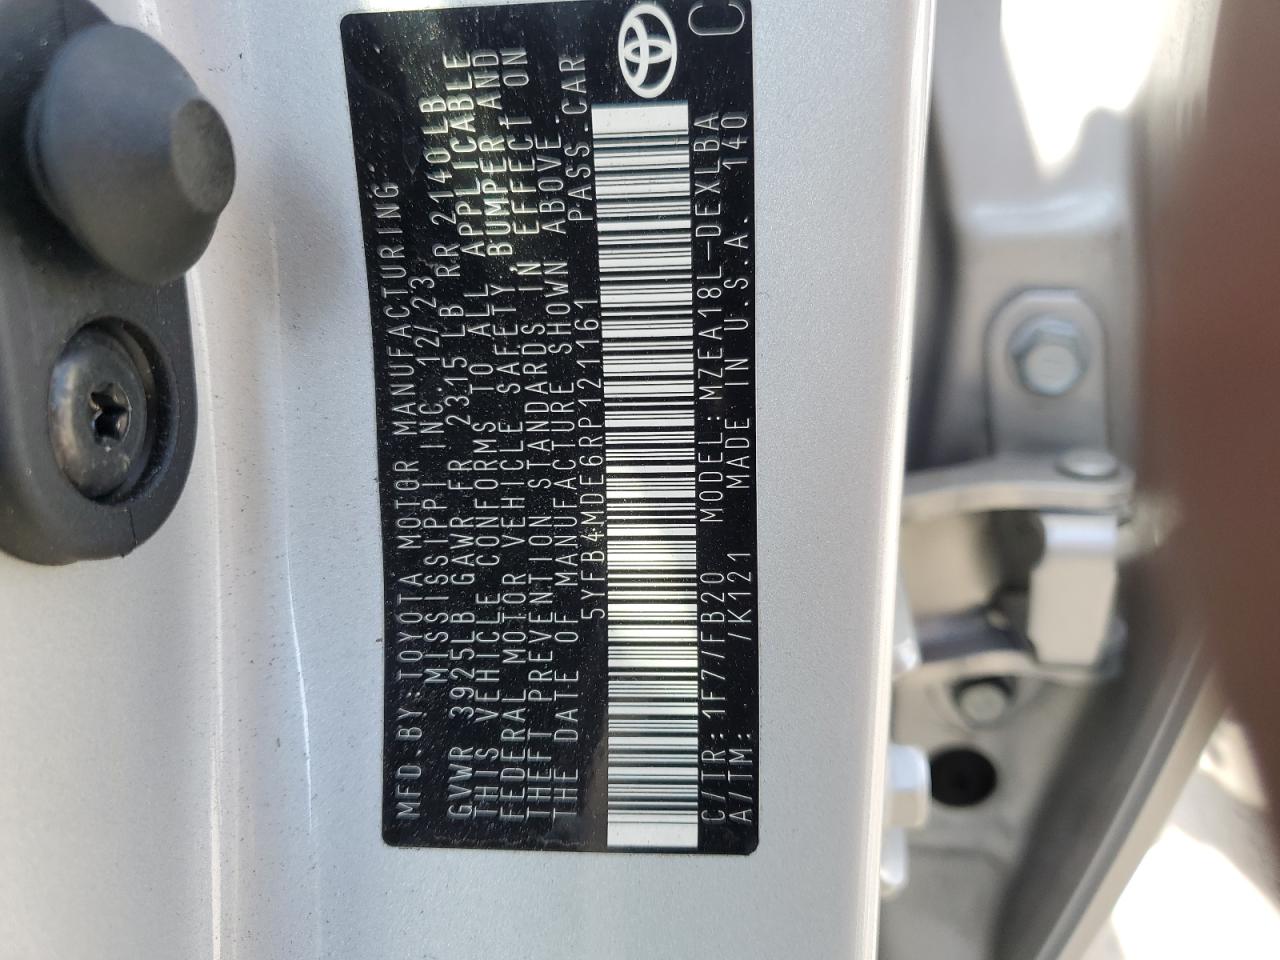 MFD.BY:TOYOTA MOTOR MANUFACTURING
MISSISSIPPI INC. 12/23
GVWR 3925LB GAWR FR 2315LB RR 2140LB
THIS VEHICLE CONFORMS TO ALL APPLICABLE
FEDERAL MOTOR VEHICLE SAFETY, BUMPER AND
THEFT PREVENTION STANDARDS IN EFFECT ON
THE DATE OF MANUFACTURE SHOWN ABOVE.
5YFB4MDE6RP121161 PASS.CAR
C/TR:1F7/FB20 MODEL:MZEA18L-DEXLBA
A/TM: /K121 MADE IN U.S.A. 140
C